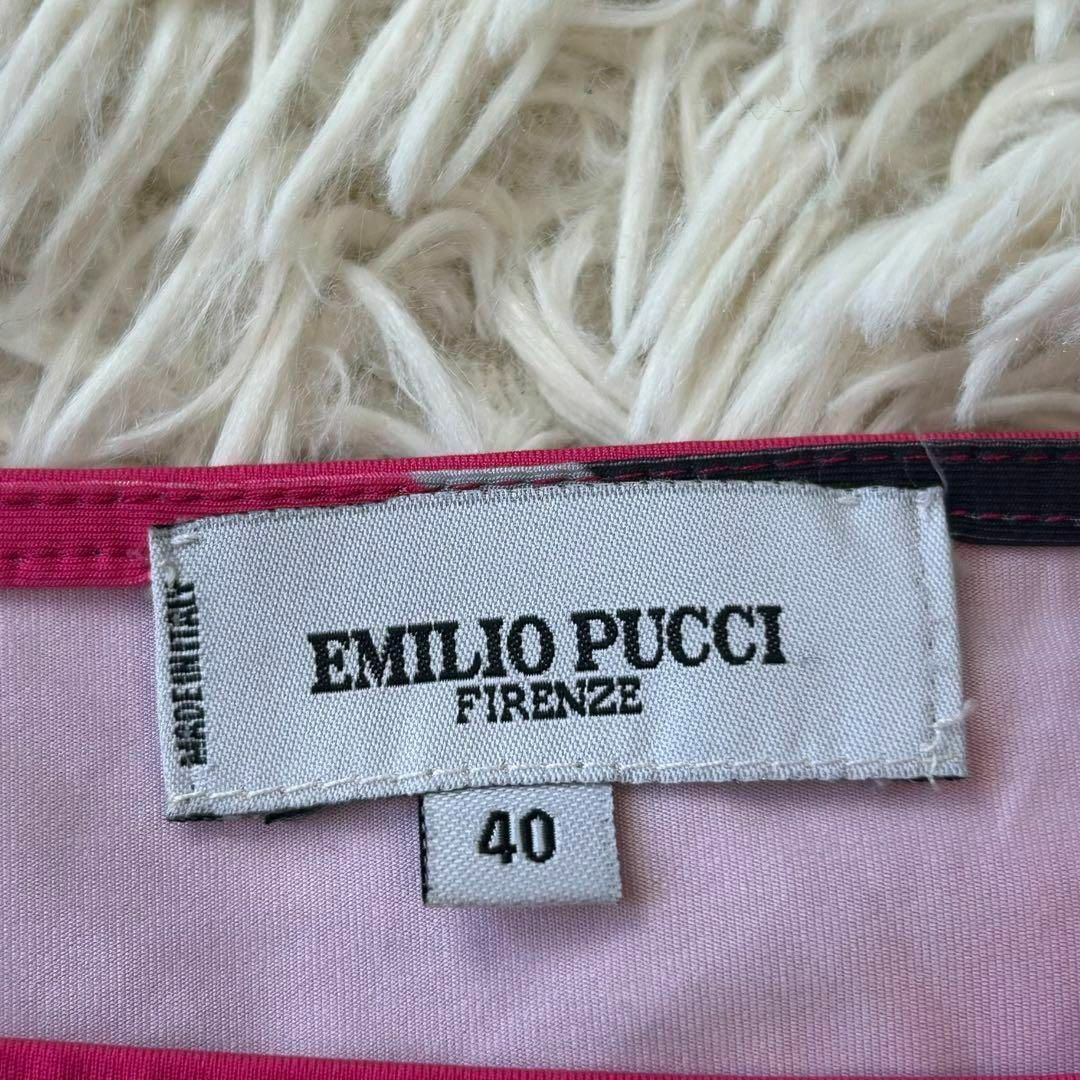 MADE IN ITALY
EMILIO PUCCI
FIRENZE
40